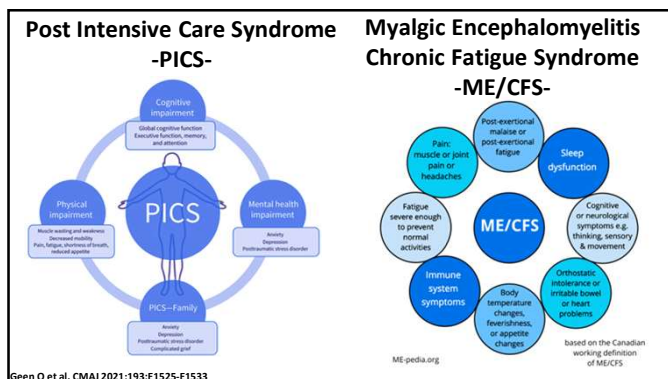 Post Intensive Care Syndrome
-PICS-
Cognitive
impairment
Global cognitive function
Executive function, memory,
and attention
Physical
impairment
Muscle wasting and weakness
Decreased mobility
Pain, fatigue, shortness of breath,
reduced appetite
PICS
Mental health
impairment
Anxiety
Depression
Posttraumatic stress disorder
PICS—Family
Anxiety
Depression
Posttraumatic stress disorder
Complicated grief
Geen O et al. CMAJ 2021;193:E1525-E1533
Myalgic Encephalomyelitis
Chronic Fatigue Syndrome
-ME/CFS-
Post-exertional
malaise or
post-exertional
fatigue
Sleep
dysfunction
Cognitive
or neurological
symptoms e.g.
thinking, sensory
& movement
Orthostatic
intolerance or
irritable bowel
or heart
problems
Body
temperature
changes,
feverishness,
or appetite
changes
Immune
system
symptoms
Fatigue
severe enough
to prevent
normal
activities
Pain:
muscle or joint
pain or
headaches
ME/CFS
ME-pedia.org
based on the Canadian
working definition
of ME/CFS